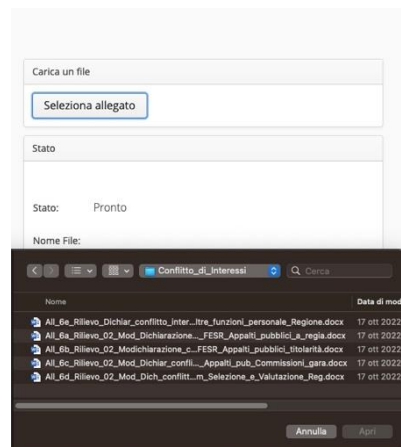 Carica un file
Seleziona allegato
Stato
Stato: Pronto
Nome File:
Conflitto_di_Interessi Cerca
Nome Data di mod
All_6e_Rilievo_Dichiar_conflitto_inter...ltre_funzioni_personale_Regione.docx 17 ott 2022
All_6a_Rilievo_02_Mod_Dichiarazione..._FESR_Appalti_pubblici_a_regia.docx 17 ott 2022
All_6b_Rilievo_02_Modichiarazione_c...FESR_Appalti_pubblici_titolarità.docx 17 ott 2022
All_6c_Rilievo_02_Mod_Dichiar_confli..._Appalti_pub_Commissioni_gara.docx 17 ott 2022
All_6d_Rilievo_02_Mod_Dich_conflitt...m_Selezione_e_Valutazione_Reg.docx 17 ott 2022
Annulla Apri